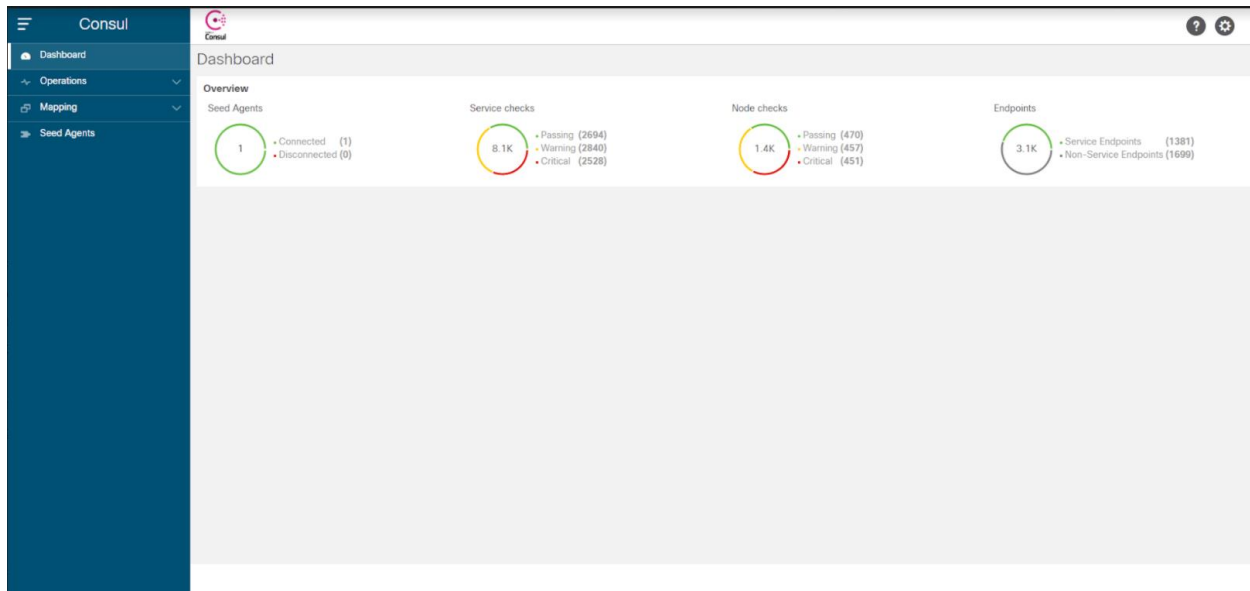 Consul
Dashboard
Operations
Mapping
Seed Agents
Consul
?
Dashboard
Overview
Seed Agents
1
Connected (1)
Disconnected (0)
Service checks
8.1K
Passing (2694)
Warning (2840)
Critical (2528)
Node checks
1.4K
Passing (470)
Warning (457)
Critical (451)
Endpoints
3.1K
Service Endpoints (1381)
Non-Service Endpoints (1699)